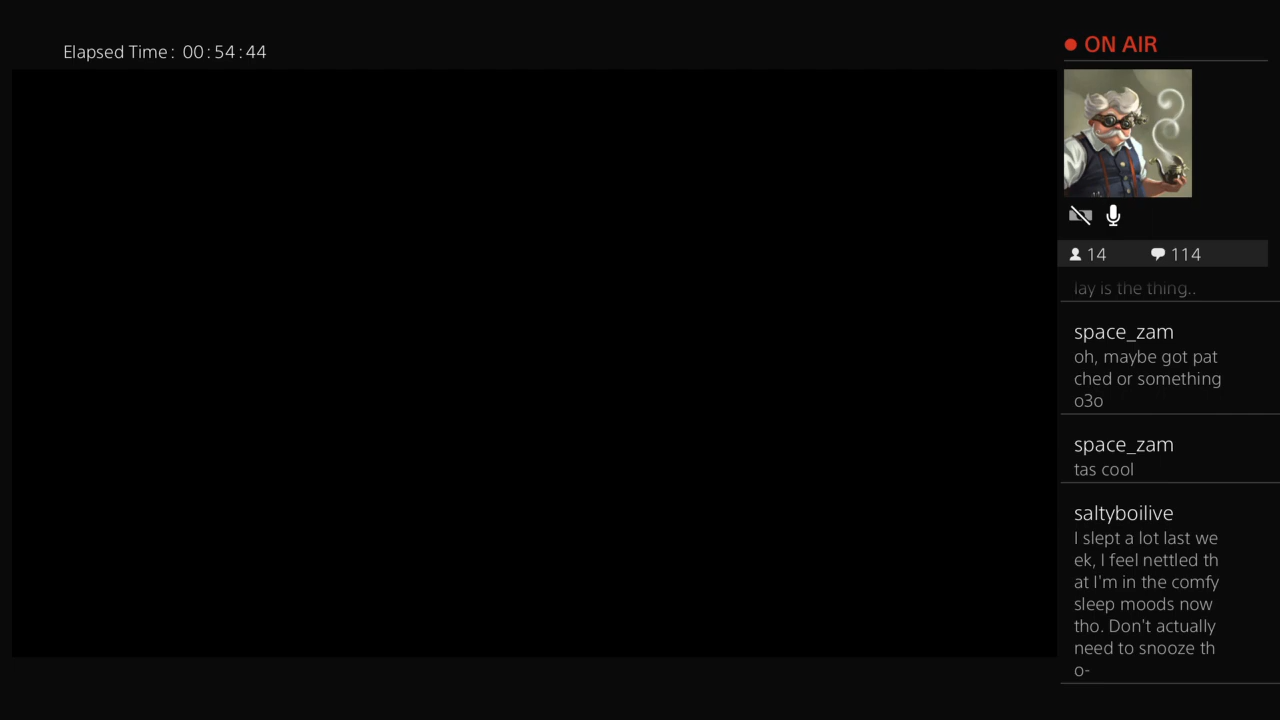 Elapsed Time: 00:54:44
ON AIR
14 114
lay is the thing..
space_zam
oh, maybe got pat
ched or something
o3o
space_zam
tas cool
saltyboilive
I slept a lot last we
ek, I feel nettled th
at I'm in the comfy
sleep moods now
tho. Don't actually
need to snooze th
o-